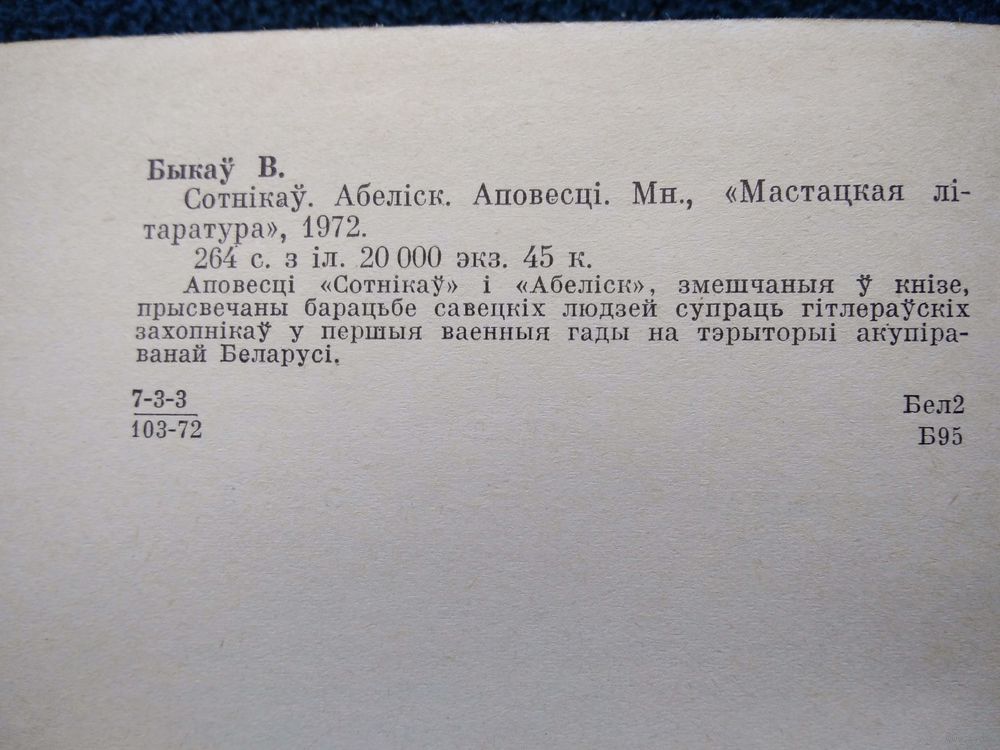 Быкаў В.
Сотнікаў. Абеліск. Аповесці. Мн., «Мастацкая лі-
таратура», 1972.
264 с. з іл. 20 000 экз. 45 к.
Аповесці «Сотнікаў» і «Абеліск», змешчаныя ў кнізе,
прысвечаны барацьбе савецкіх людзей супраць гітлераўскіх
захопнікаў у першыя ваенныя гады на тэрыторыі акупіра-
ванай Беларусі.
7-3-3
103-72
Бел2
Б95